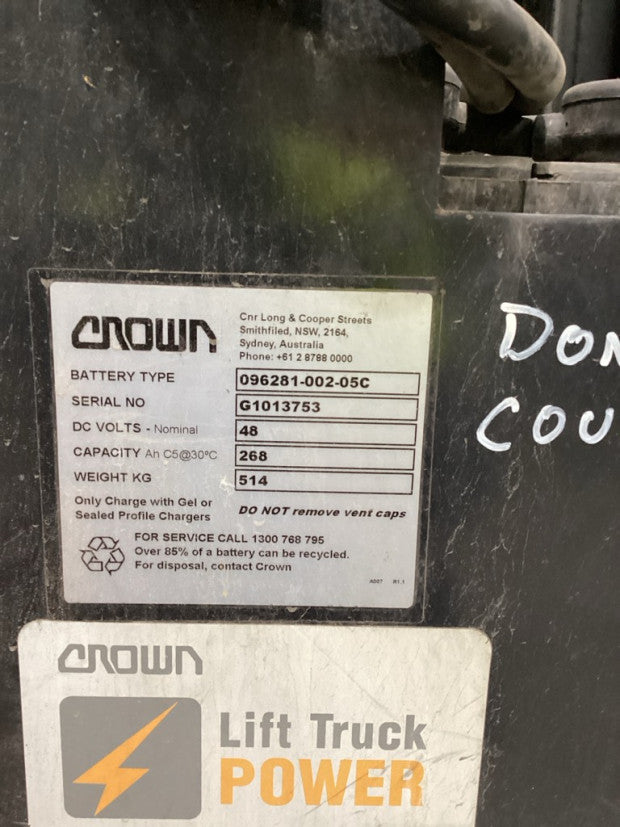 CROWN
Cnr Long & Cooper Streets
Smithfiled, NSW, 2164,
Sydney, Australia
Phone: +61 2 8788 0000
BATTERY TYPE 096281-002-05C
SERIAL NO G1013753
DC VOLTS - Nominal 48
CAPACITY Ah C5@30°C 268
WEIGHT KG 514
Only Charge with Gel or
Sealed Profile Chargers
DO NOT remove vent caps
FOR SERVICE CALL 1300 768 795
Over 85% of a battery can be recycled.
For disposal, contact Crown
A007 R1.1
CROWN
Lift Truck
POWER
DON
COU